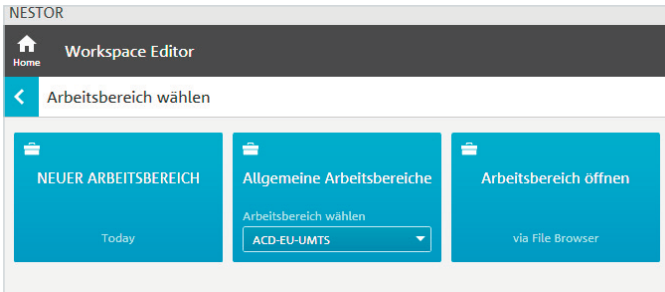 NESTOR
Home
Workspace Editor
Arbeitsbereich wählen
NEUER ARBEITSBEREICH
Today
Allgemeine Arbeitsbereiche
Arbeitsbereich wählen
ACD-EU-UMTS
Arbeitsbereich öffnen
via File Browser